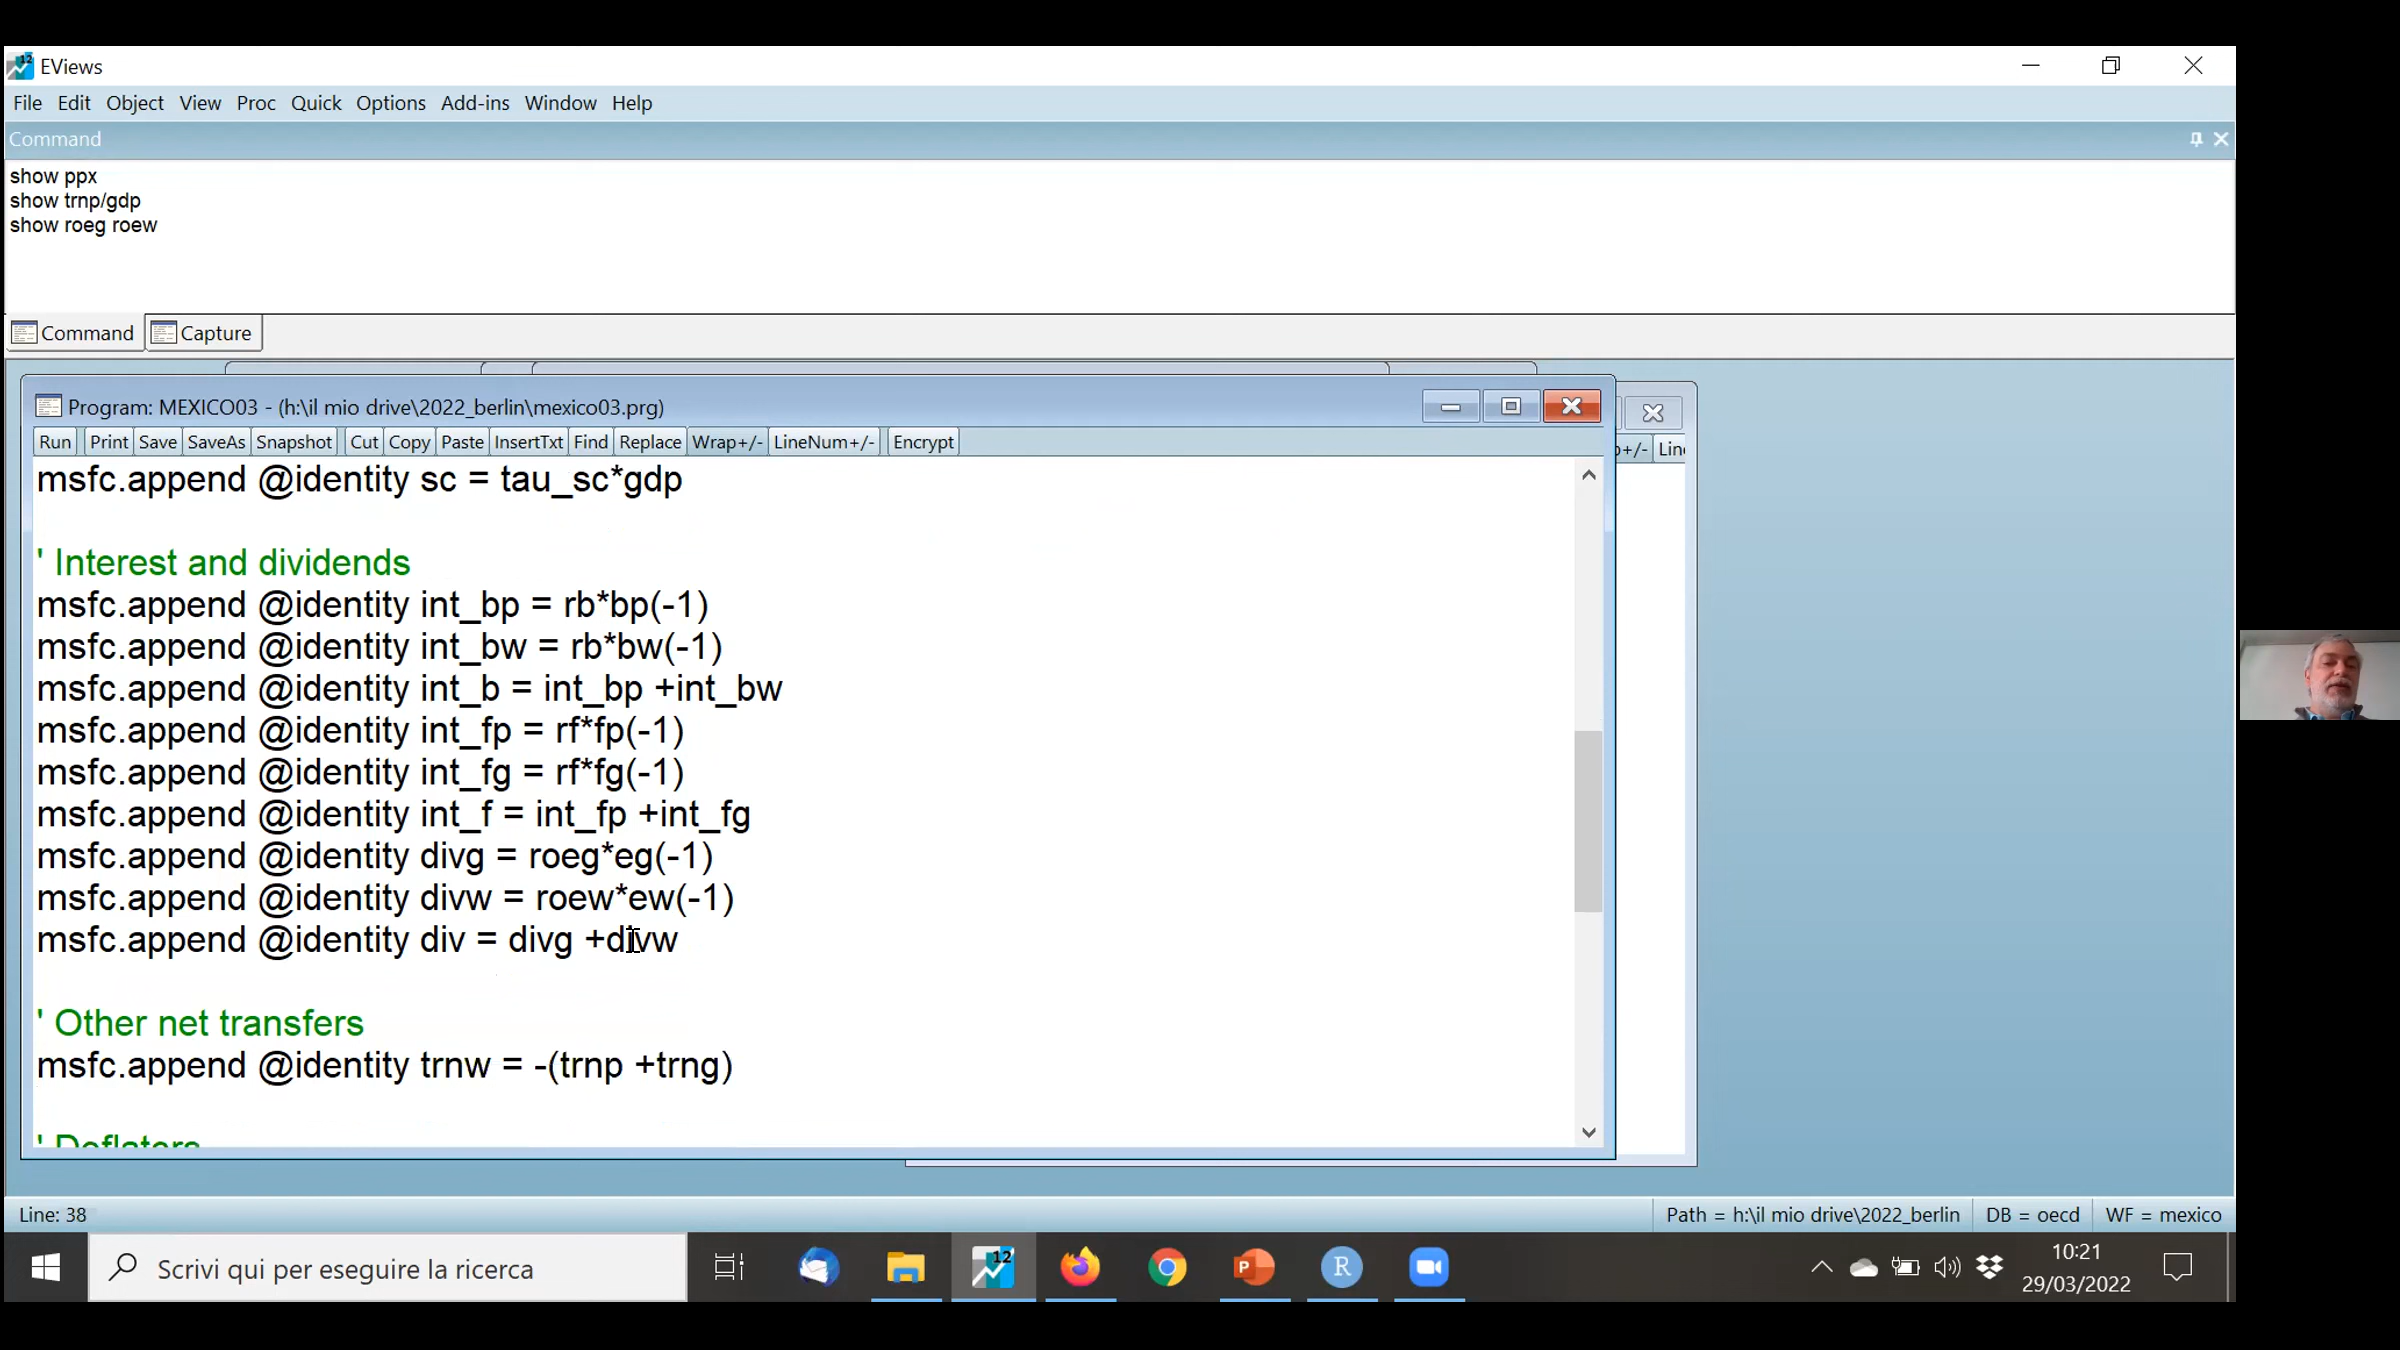 EViews
File Edit Object View Proc Quick Options Add-ins Window Help
Command
show ppx
show trnp/gdp
show roeg roew
Command Capture
Program: MEXICO03 - (h:\il mio drive\2022_berlin\mexico03.prg)
Run Print Save SaveAs Snapshot Cut Copy Paste InsertTxt Find Replace Wrap+/- LineNum+/- Encrypt
msfc.append @identity sc = tau_sc*gdp
' Interest and dividends
msfc.append @identity int_bp = rb*bp(-1)
msfc.append @identity int_bw = rb*bw(-1)
msfc.append @identity int_b = int_bp +int_bw
msfc.append @identity int_fp = rf*fp(-1)
msfc.append @identity int_fg = rf*fg(-1)
msfc.append @identity int_f = int_fp +int_fg
msfc.append @identity divg = roeg*eg(-1)
msfc.append @identity divw = roew*ew(-1)
msfc.append @identity div = divg +divw
' Other net transfers
msfc.append @identity trnw = -(trnp +trng)
' Deflators
Line: 38
Path = h:\il mio drive\2022_berlin DB = oecd WF = mexico
Scrivi qui per eseguire la ricerca
12
10:21
29/03/2022